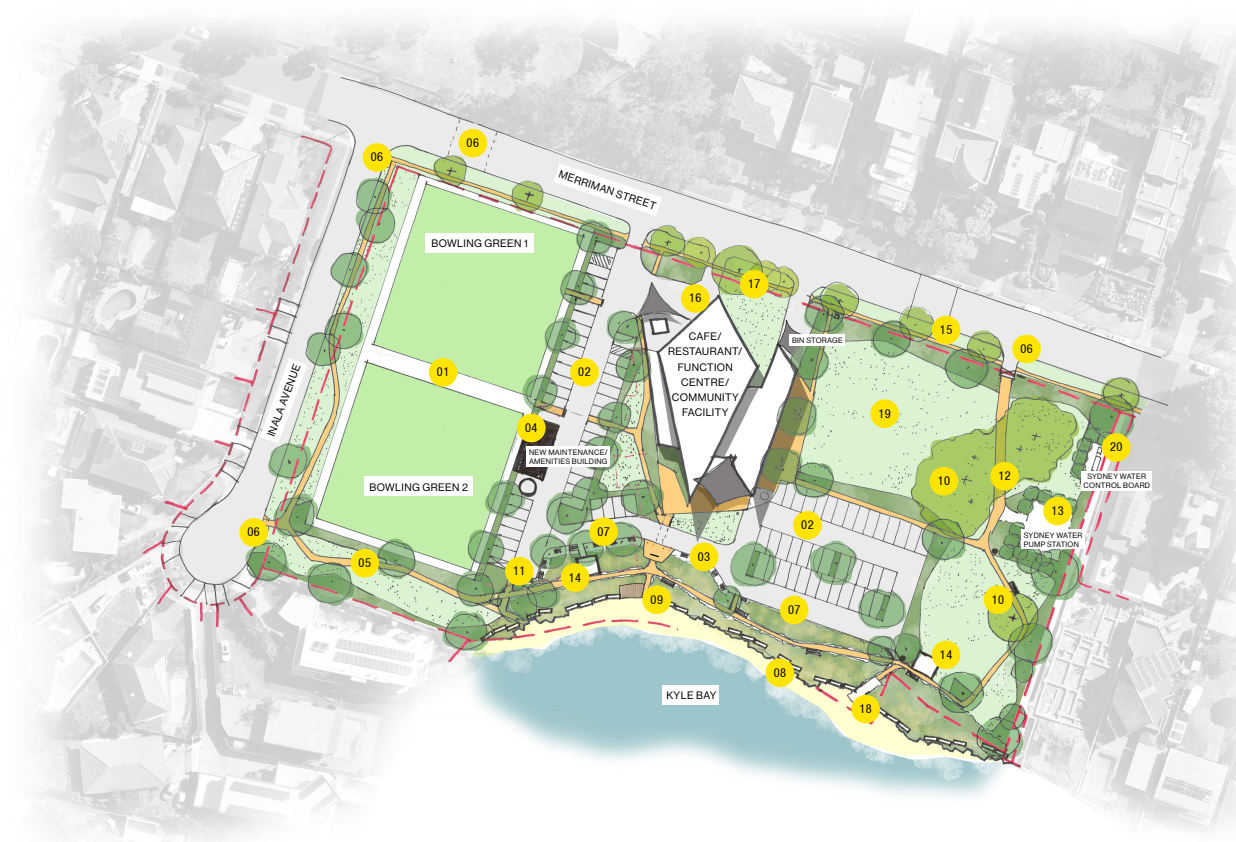 06
06
MERRIMAN STREET
BOWLING GREEN 1
17
16
15
BIN STORAGE
06
CAFE/
RESTAURANT/
FUNCTION
CENTRE/
COMMUNITY
FACILITY
01
02
INALA AVENUE
19
04
NEW MAINTENANCE/
AMENITIES BUILDING
20
SYDNEY WATER
CONTROL BOARD
12
10
BOWLING GREEN 2
13
02
06
07
SYDNEY WATER
PUMP STATION
03
05
11
14
09
10
07
14
08
KYLE BAY
18